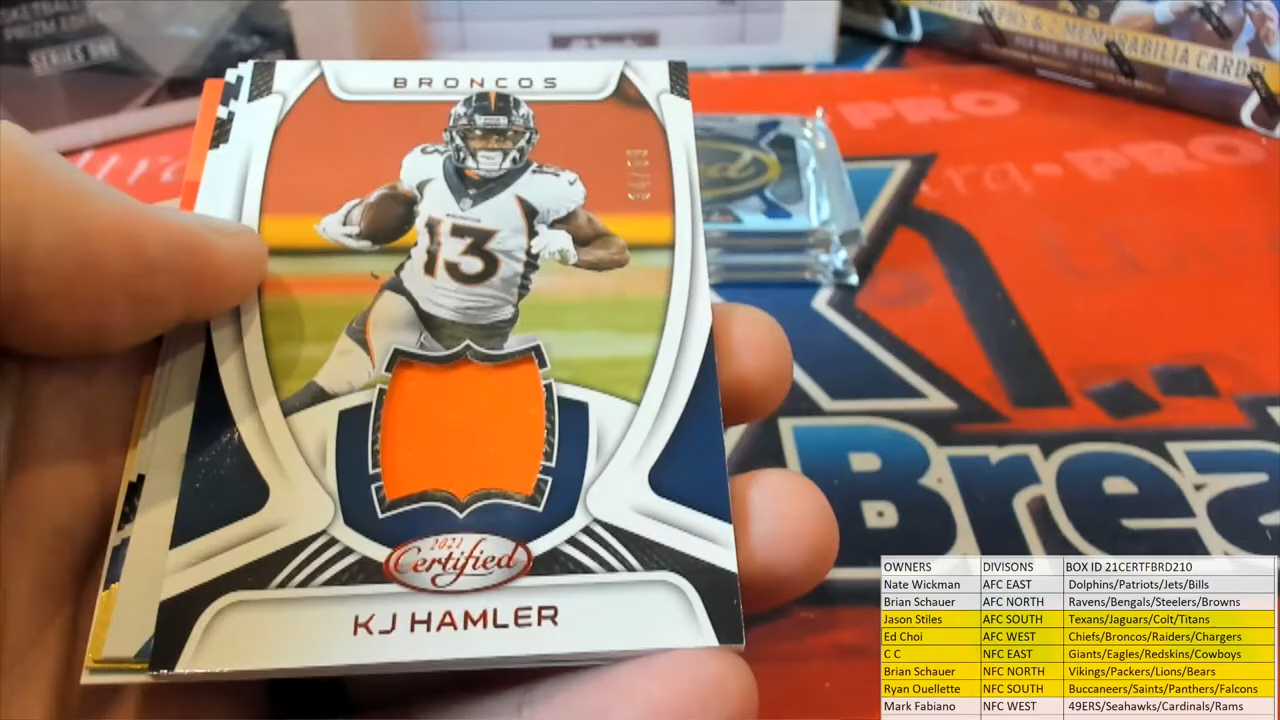 SERIES ONE
AUTOGRAPHS & 2 MEMORABILIA CARDS
PRO
PRO
BRONCOS
13
2021
Certified
KJ HAMLER
Brea
OWNERS DIVISONS BOX ID 21CERTFBRD210
Nate Wickman AFC EAST Dolphins/Patriots/Jets/Bills
Brian Schauer AFC NORTH Ravens/Bengals/Steelers/Browns
Jason Stiles AFC SOUTH Texans/Jaguars/Colt/Titans
Ed Choi AFC WEST Chiefs/Broncos/Raiders/Chargers
C C NFC EAST Giants/Eagles/Redskins/Cowboys
Brian Schauer NFC NORTH Vikings/Packers/Lions/Bears
Ryan Ouellette NFC SOUTH Buccaneers/Saints/Panthers/Falcons
Mark Fabiano NFC WEST 49ERS/Seahawks/Cardinals/Rams